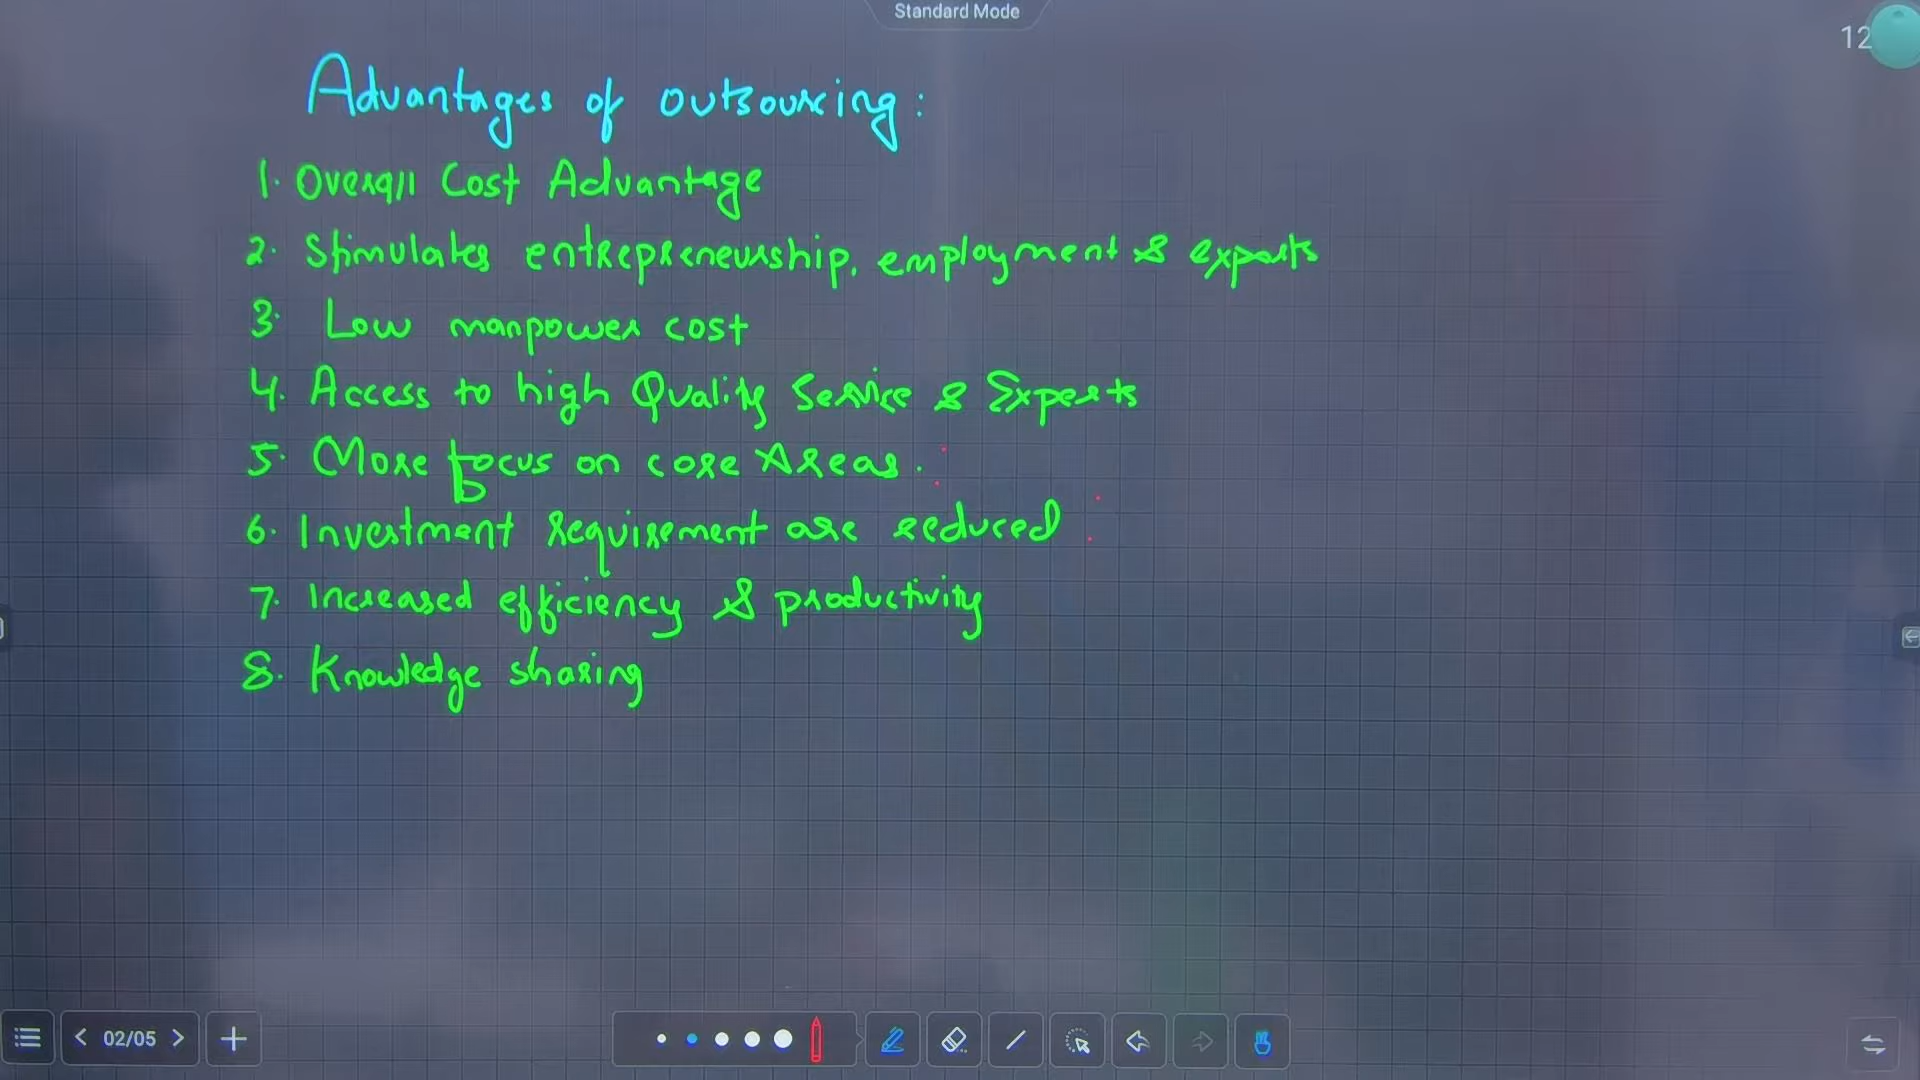 Standard Mode
12
Advantages of outsourcing:
1. Overall Cost Advantage
2. Stimulates entrepreneurship, employment & exports
3. Low manpower cost
4. Access to high Quality Service & Experts
5. More focus on core Areas.
6. Investment requirement are reduced
7. Increased efficiency & productivity
8. Knowledge sharing
02/05